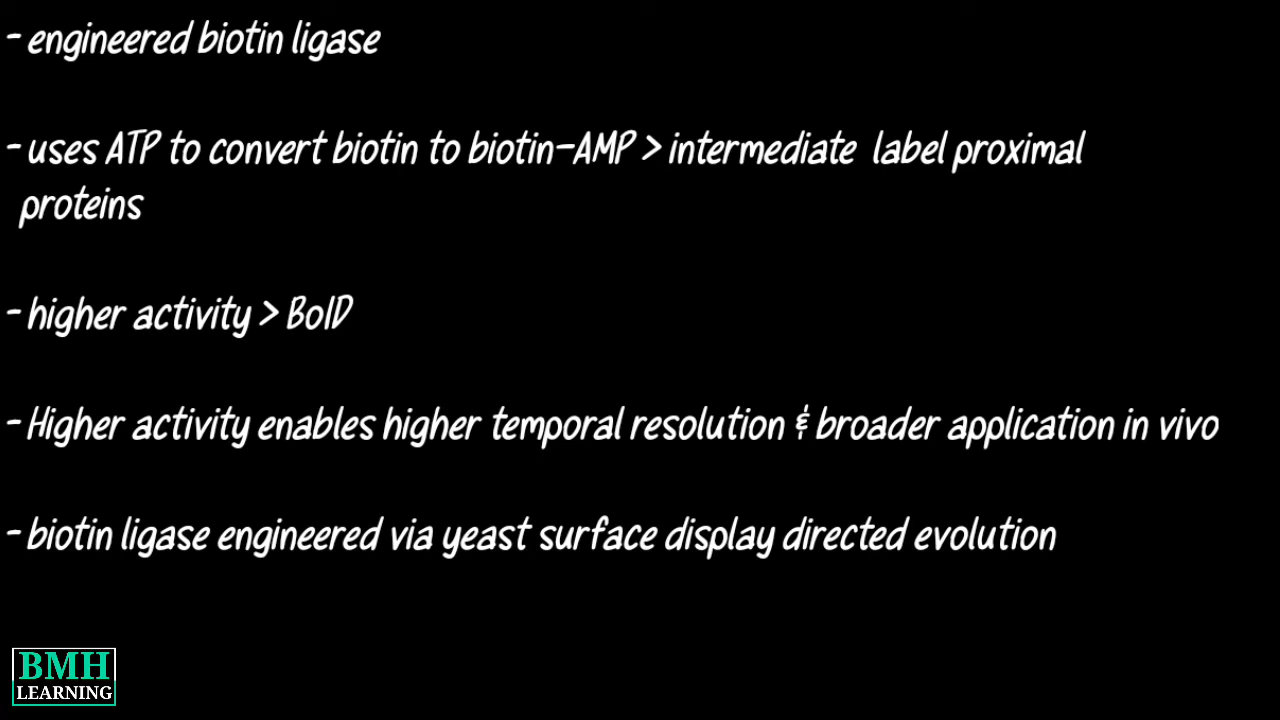 - engineered biotin ligase
- uses ATP to convert biotin to biotin-AMP > intermediate label proximal
proteins
- higher activity > BoID
- Higher activity enables higher temporal resolution & broader application in vivo
- biotin ligase engineered via yeast surface display directed evolution
BMH
LEARNING